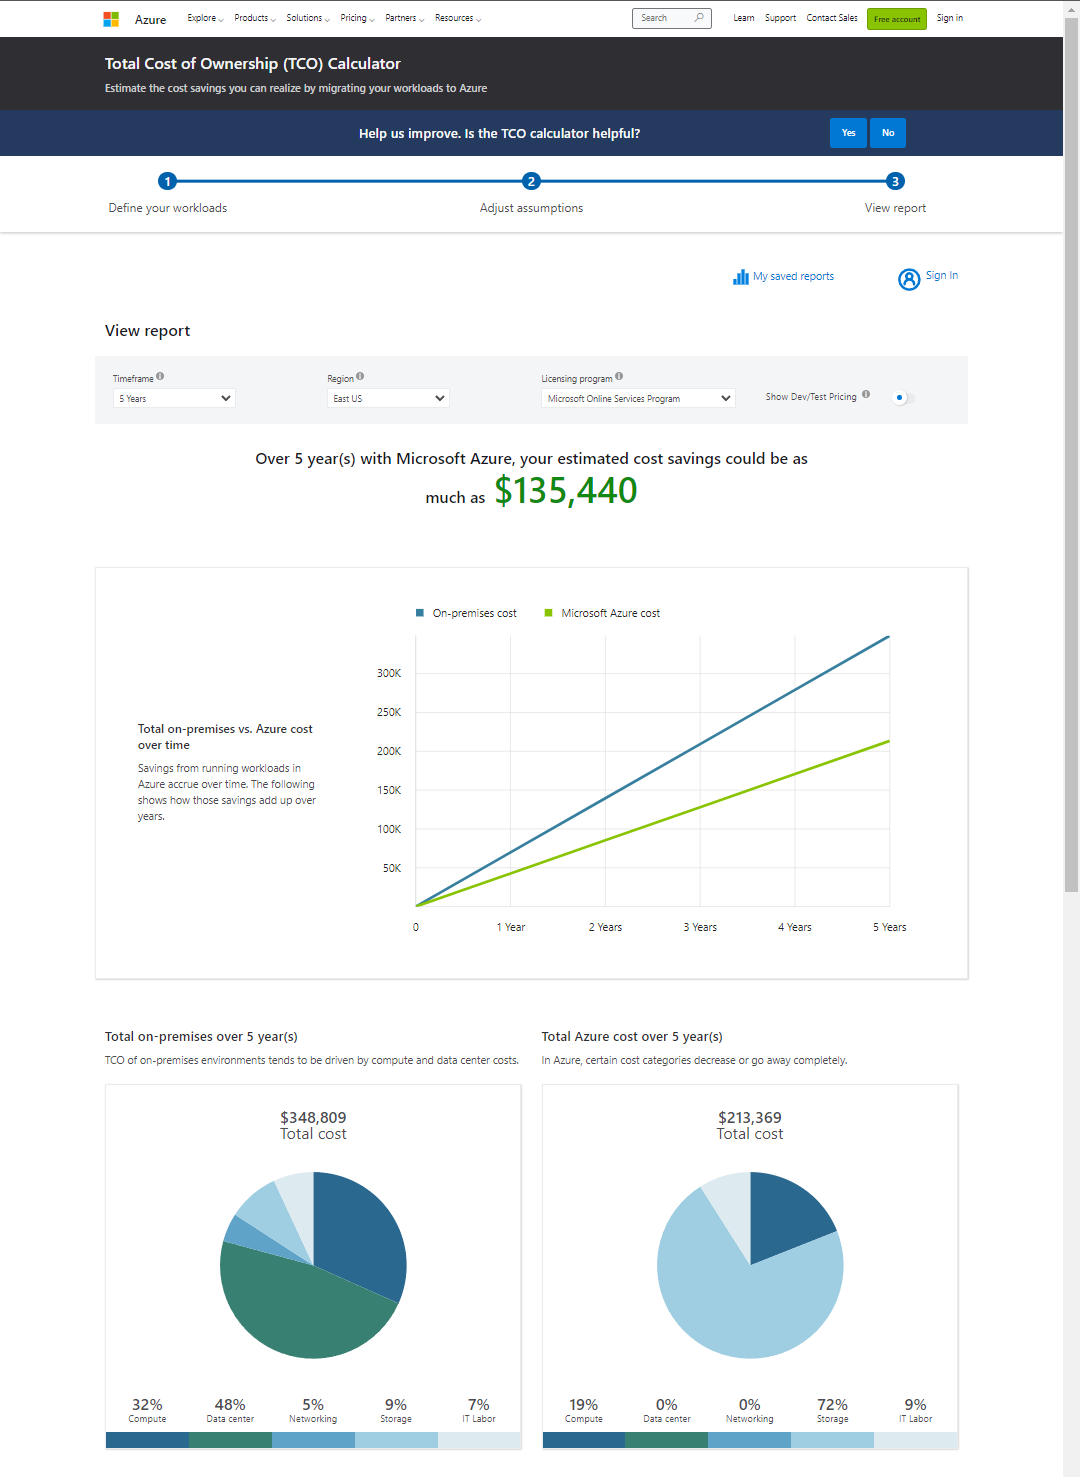 Azure
Explore Products Solutions Pricing Partners Resources
Search
Learn Support Contact Sales Free account Sign in
Total Cost of Ownership (TCO) Calculator
Estimate the cost savings you can realize by migrating your workloads to Azure
Help us improve. Is the TCO calculator helpful?
Yes No
1 2 3
Define your workloads Adjust assumptions View report
My saved reports Sign In
View report
Timeframe Region Licensing program
5 Years East US Microsoft Online Services Program Show Dev/Test Pricing
Over 5 year(s) with Microsoft Azure, your estimated cost savings could be as
much as $135,440
On-premises cost Microsoft Azure cost
Total on-premises vs. Azure cost
over time
Savings from running workloads in
Azure accrue over time. The following
shows how those savings add up over
years.
300K
250K
200K
150K
100K
50K
0 1 Year 2 Years 3 Years 4 Years 5 Years
Total on-premises over 5 year(s)
TCO of on-premises environments tends to be driven by compute and data center costs.
$348,809
Total cost
32% 48% 5% 9% 7%
Compute Data center Networking Storage IT Labor
Total Azure cost over 5 year(s)
In Azure, certain cost categories decrease or go away completely.
$213,369
Total cost
19% 0% 0% 72% 9%
Compute Data center Networking Storage IT Labor